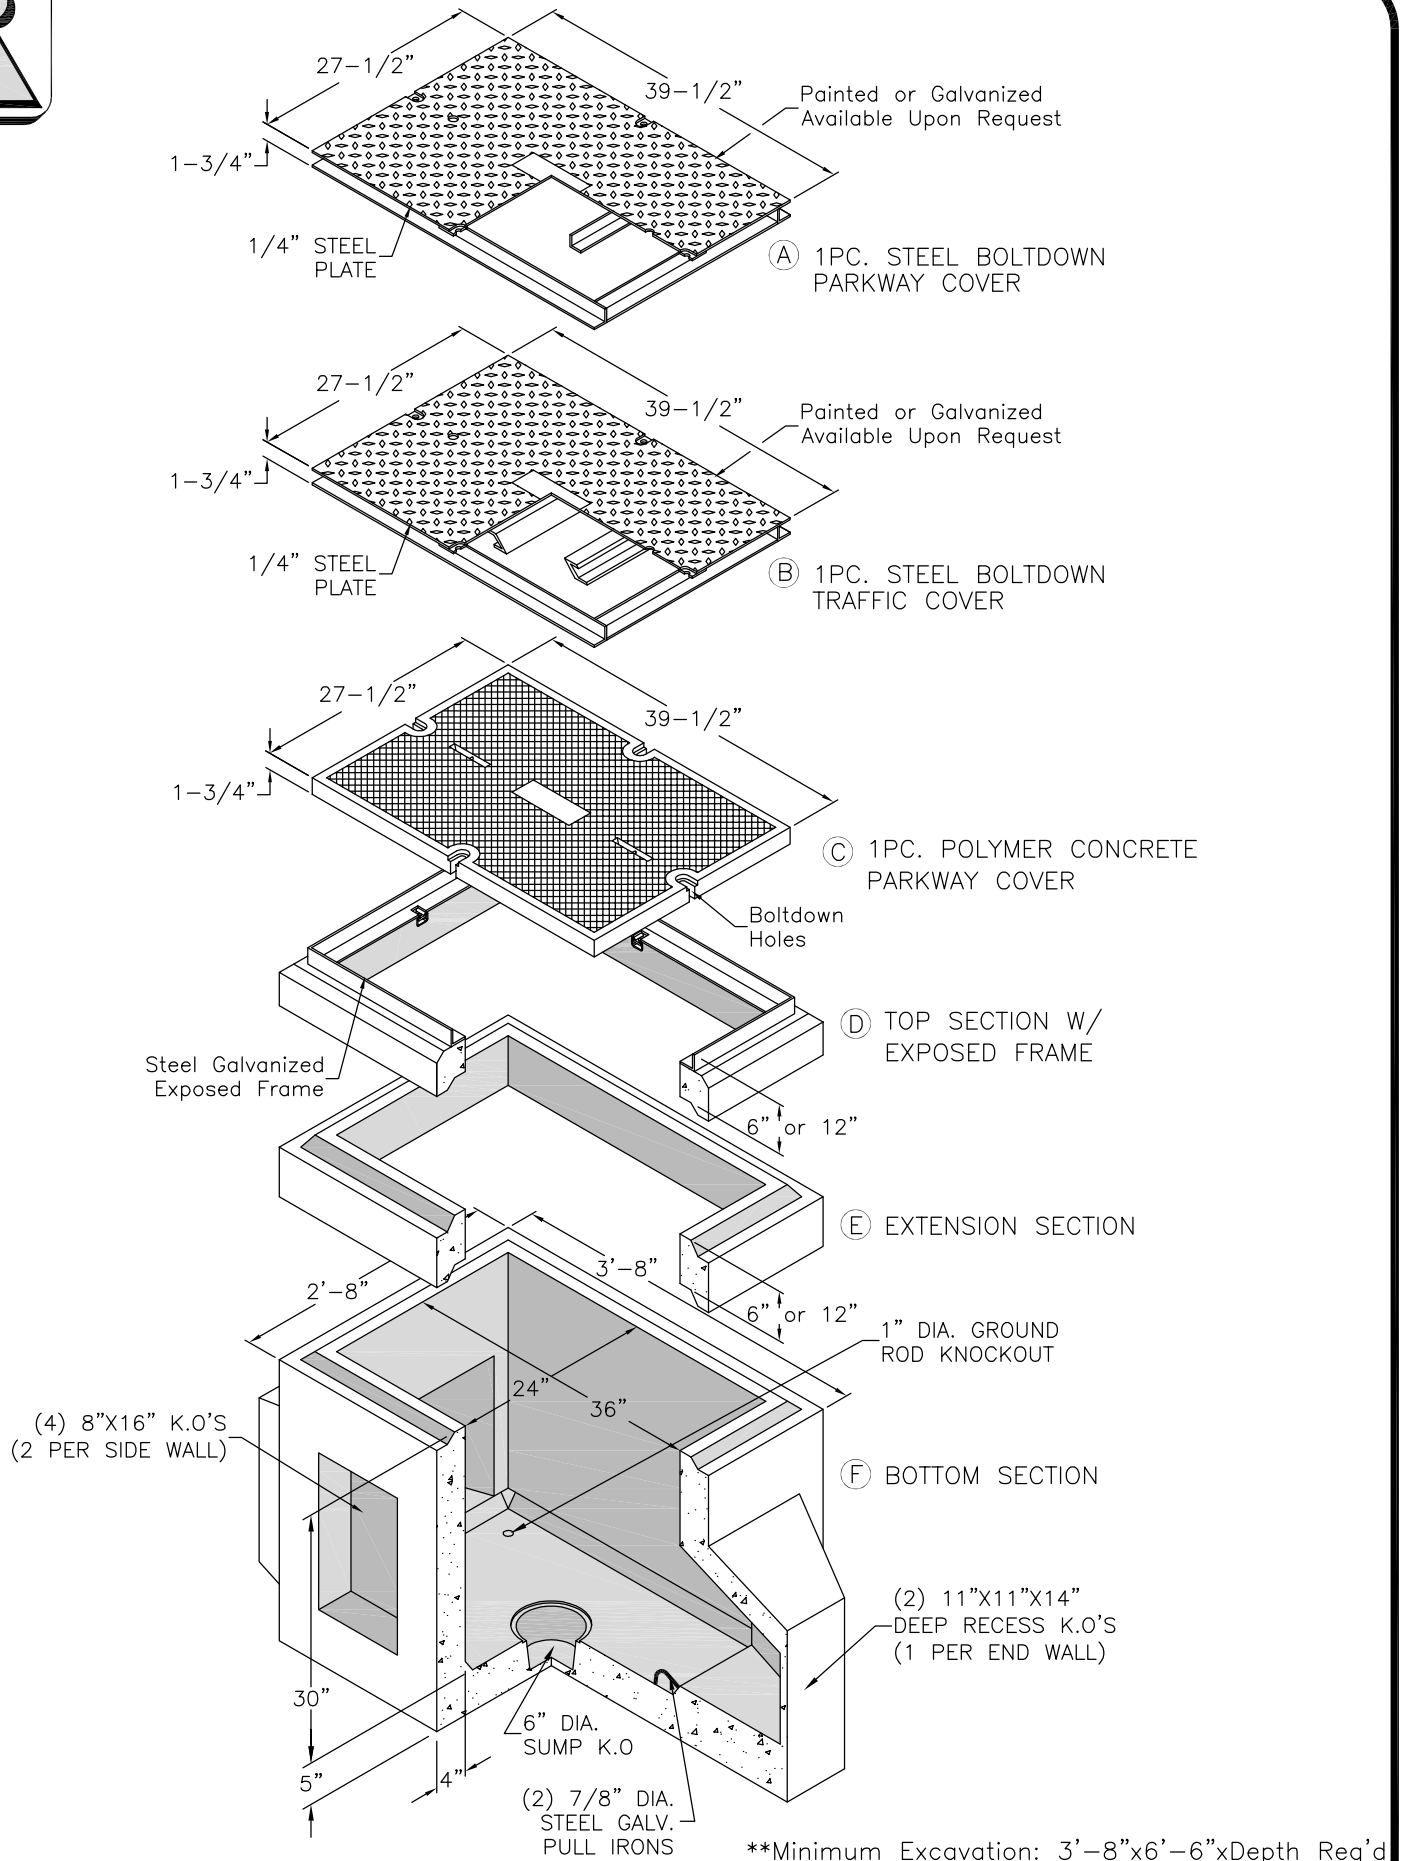 27-1/2"
39-1/2"
Painted or Galvanized
Available Upon Request
1-3/4"
1/4" STEEL
PLATE
A 1PC. STEEL BOLTDOWN
PARKWAY COVER
27-1/2"
39-1/2"
Painted or Galvanized
Available Upon Request
1-3/4"
1/4" STEEL
PLATE
B 1PC. STEEL BOLTDOWN
TRAFFIC COVER
27-1/2"
39-1/2"
1-3/4"
C 1PC. POLYMER CONCRETE
PARKWAY COVER
Boltdown
Holes
D TOP SECTION W/
EXPOSED FRAME
Steel Galvanized
Exposed Frame
6" or 12"
E EXTENSION SECTION
3'-8"
2'-8"
6" or 12"
1" DIA. GROUND
ROD KNOCKOUT
24"
36"
(4) 8"X16" K.O'S
(2 PER SIDE WALL)
F BOTTOM SECTION
(2) 11"X11"X14"
DEEP RECESS K.O'S
(1 PER END WALL)
30"
6" DIA.
SUMP K.O
5"
4"
(2) 7/8" DIA.
STEEL GALV.
PULL IRONS
**Minimum Excavation: 3'-8"x6'-6"xDepth Req'd